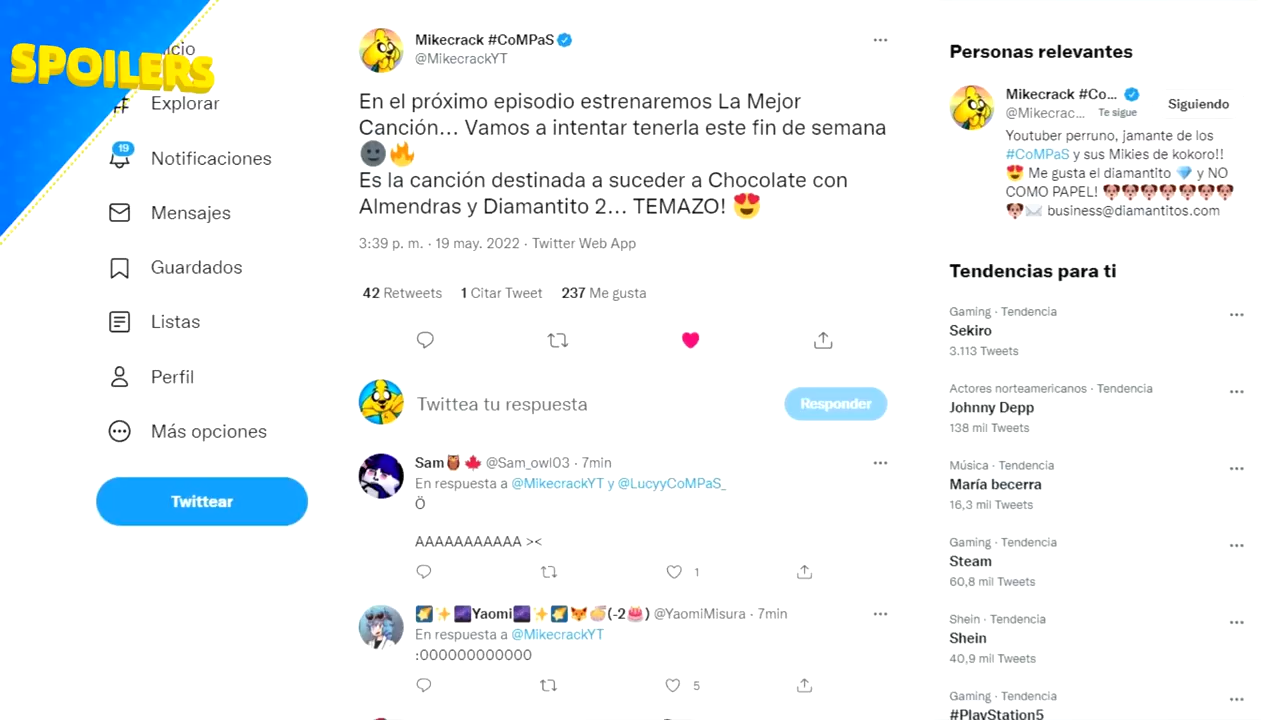 SPOILERS
icio
Explorar
19
Notificaciones
Mensajes
Guardados
Listas
Perfil
Más opciones
Twittear
Mikecrack #CoMPaS
@MikecrackYT
En el próximo episodio estrenaremos La Mejor
Canción... Vamos a intentar tenerla este fin de semana
🌚🔥
Es la canción destinada a suceder a Chocolate con
Almendras y Diamantito 2... TEMAZO! 😍
3:39 p. m. · 19 may. 2022 · Twitter Web App
42 Retweets 1 Citar Tweet 237 Me gusta
Twittea tu respuesta
Responder
Sam🦉🍁 @Sam_owl03 · 7min
En respuesta a @MikecrackYT y @LucyyCoMPaS_
Ö
AAAAAAAAAAA ><
1
Yaomi (-2🎂) @YaomiMisura · 7min
En respuesta a @MikecrackYT
:000000000000
5
Personas relevantes
Mikecrack #Co...
@Mikecrac... Te sigue
Siguiendo
Youtuber perruno, jamante de los
#CoMPaS y sus Mikies de kokoro!!
😍 Me gusta el diamantito 💎 y NO
COMO PAPEL! 🐶🐶🐶🐶🐶🐶🐶
🐶✉️ business@diamantitos.com
Tendencias para ti
Gaming · Tendencia
Sekiro
3.113 Tweets
Actores norteamericanos · Tendencia
Johnny Depp
138 mil Tweets
Música · Tendencia
María becerra
16,3 mil Tweets
Gaming · Tendencia
Steam
60,8 mil Tweets
Shein · Tendencia
Shein
40,9 mil Tweets
Gaming · Tendencia
#PlayStation5